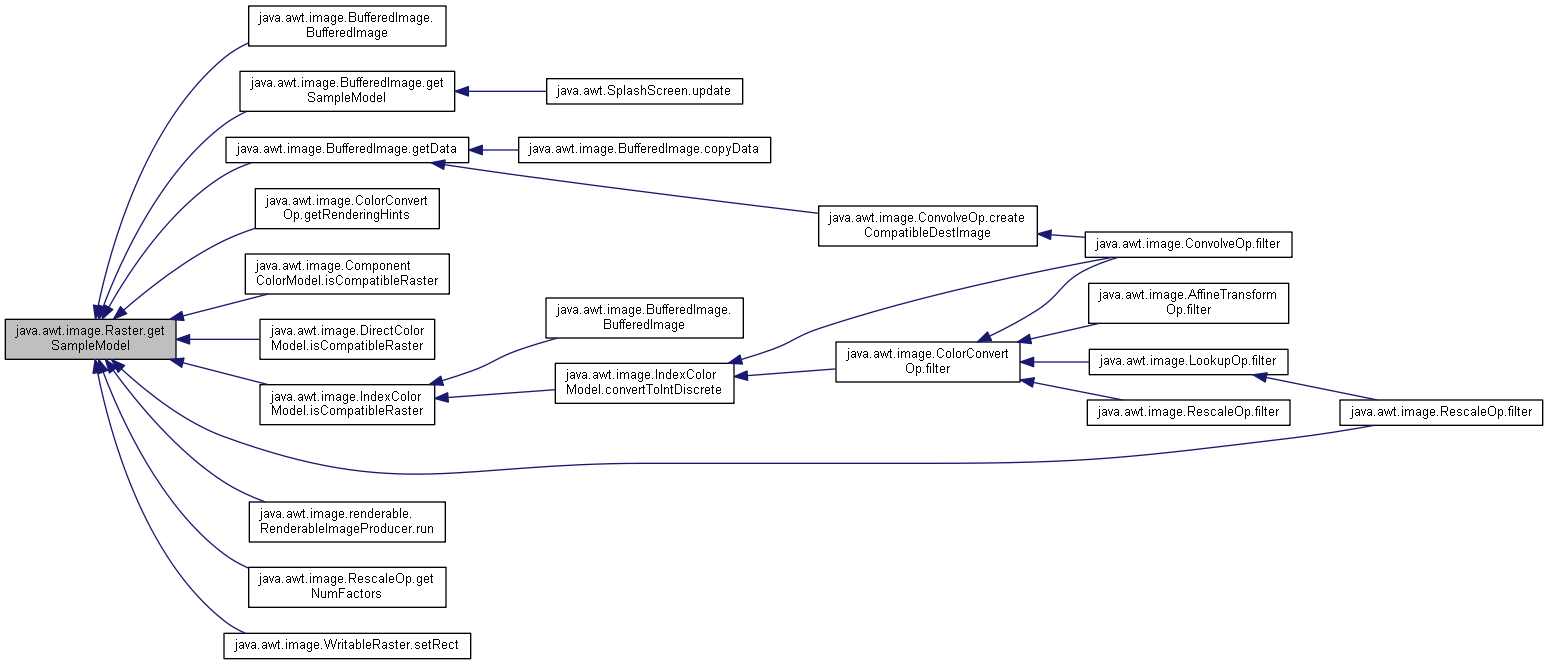 java.awt.image.BufferedImage.
BufferedImage
java.awt.image.BufferedImage.get
SampleModel
java.awt.SplashScreen.update
java.awt.image.BufferedImage.getData
java.awt.image.BufferedImage.copyData
java.awt.image.ColorConvert
Op.getRenderingHints
java.awt.image.ConvolveOp.create
CompatibleDestImage
java.awt.image.ConvolveOp.filter
java.awt.image.Component
ColorModel.isCompatibleRaster
java.awt.image.AffineTransform
Op.filter
java.awt.image.BufferedImage.
BufferedImage
java.awt.image.Raster.get
SampleModel
java.awt.image.DirectColor
Model.isCompatibleRaster
java.awt.image.ColorConvert
Op.filter
java.awt.image.LookupOp.filter
java.awt.image.IndexColor
Model.convertToIntDiscrete
java.awt.image.IndexColor
Model.isCompatibleRaster
java.awt.image.RescaleOp.filter
java.awt.image.RescaleOp.filter
java.awt.image.renderable.
RenderableImageProducer.run
java.awt.image.RescaleOp.get
NumFactors
java.awt.image.WritableRaster.setRect